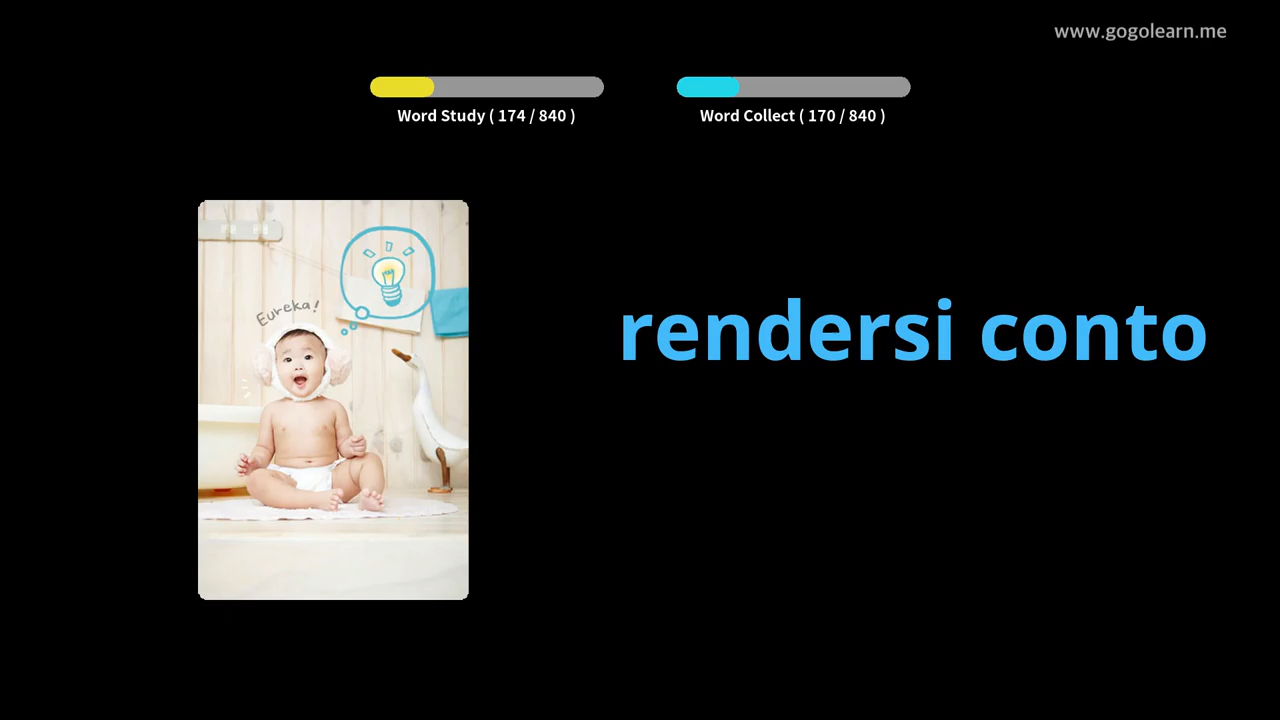 www.gogolearn.me
Word Study ( 174 / 840 )
Word Collect ( 170 / 840 )
Eureka!
rendersi conto